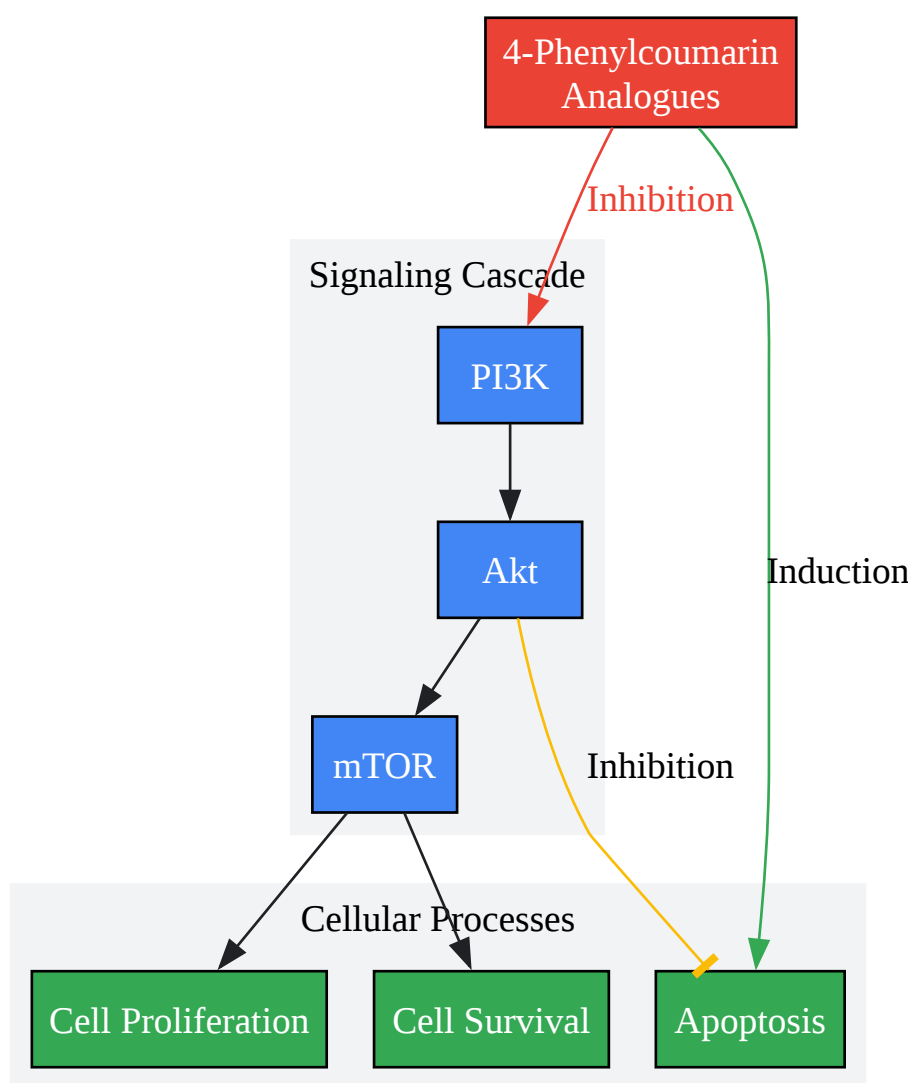 4-Phenylcoumarin
Analogues
Inhibition
Signaling Cascade
PI3K
Akt
Induction
mTOR
Inhibition
Cellular Processes
Cell Proliferation
Cell Survival
Apoptosis